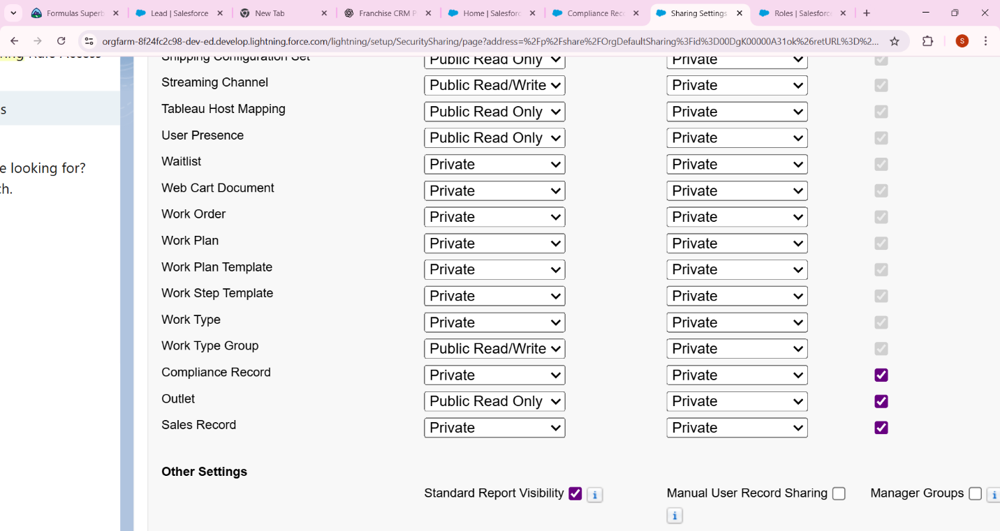 Formulas Superb
Lead | Salesforce
New Tab
Franchise CRM P
Home | Salesforc
Compliance Rec
Sharing Settings
Roles | Salesforc
orgfarm-8f24fc2c98-dev-ed.develop.lightning.force.com/lightning/setup/SecuritySharing/page?address=%2Fp%2Fshare%2FOrgDefaultSharing%3Fid%3D00DgK00000A31ok%26retURL%3D%2...
S
ring Rule Access
s
e looking for?
ch.
Shipping Configuration Set Public Read Only Private
Streaming Channel Public Read/Write Private
Tableau Host Mapping Public Read Only Private
User Presence Public Read Only Private
Waitlist Private Private
Web Cart Document Private Private
Work Order Private Private
Work Plan Private Private
Work Plan Template Private Private
Work Step Template Private Private
Work Type Private Private
Work Type Group Public Read/Write Private
Compliance Record Private Private
Outlet Public Read Only Private
Sales Record Private Private
Other Settings
Standard Report Visibility i Manual User Record Sharing Manager Groups i
i